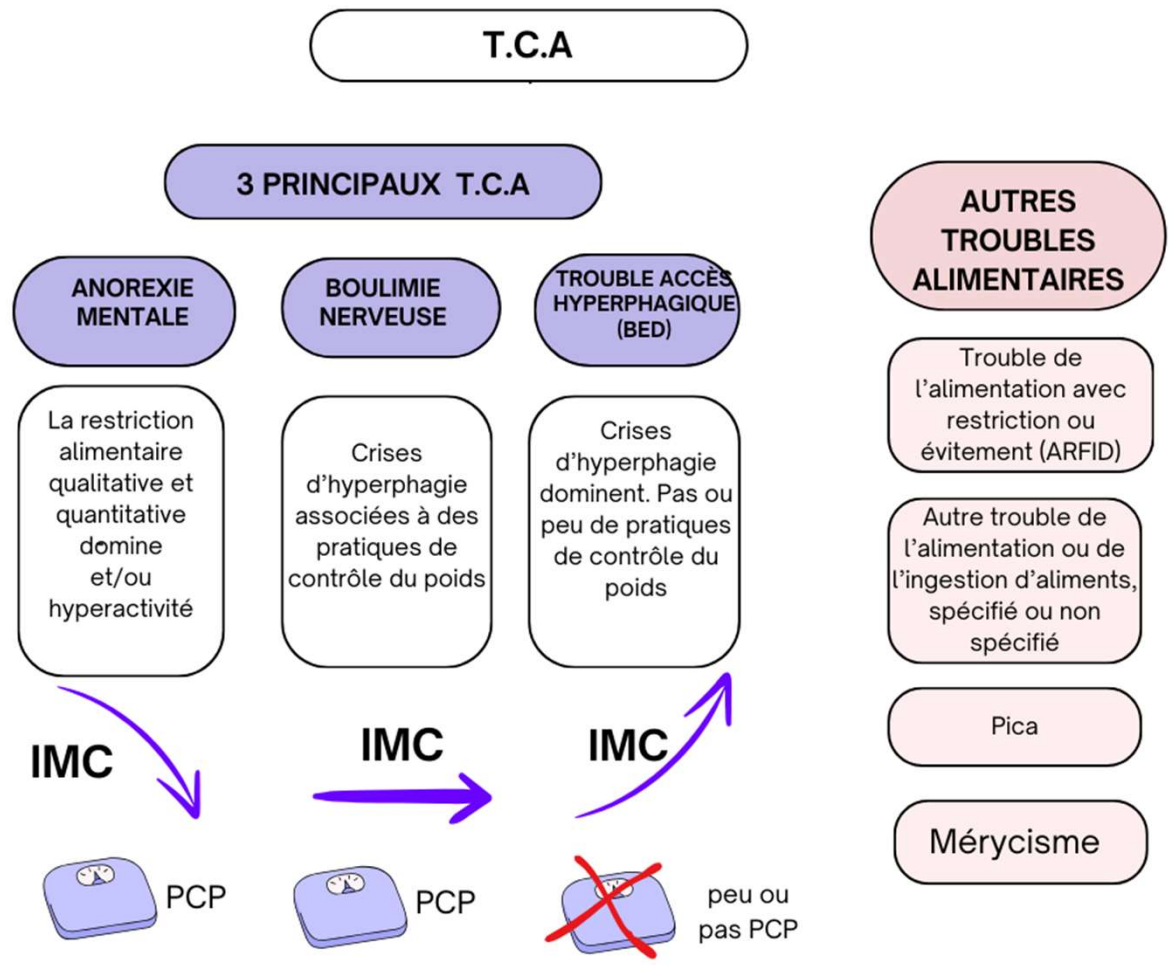 T.C.A
3 PRINCIPAUX T.C.A
ANOREXIE
MENTALE
La restriction
alimentaire
qualitative et
quantitative
domine
et/ou
hyperactivité
IMC
PCP
BOULIMIE
NERVEUSE
Crises
d'hyperphagie
associées à des
pratiques de
contrôle du poids
IMC
PCP
TROUBLE ACCÈS
HYPERPHAGIQUE
(BED)
Crises
d'hyperphagie
dominent. Pas ou
peu de pratiques
de contrôle du
poids
IMC
peu ou
pas PCP
AUTRES
TROUBLES
ALIMENTAIRES
Trouble de
l'alimentation avec
restriction ou
évitement (ARFID)
Autre trouble de
l'alimentation ou de
l'ingestion d'aliments,
spécifié ou non
spécifié
Pica
Mérycisme